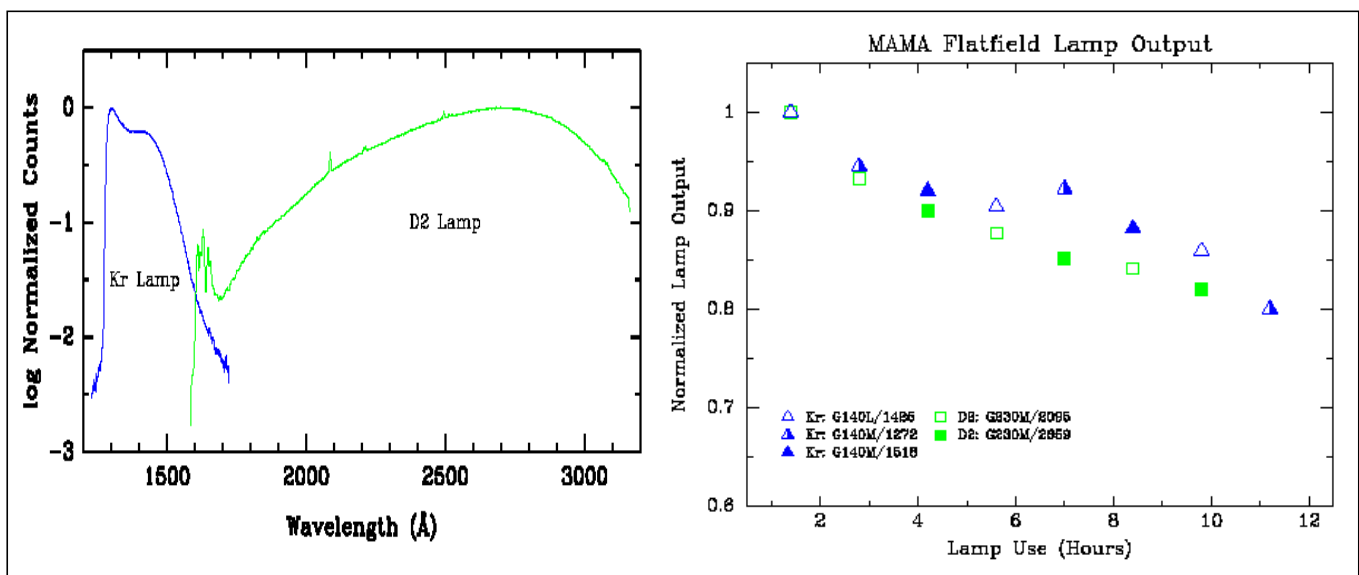 log Normalized Counts
0
-1
-2
-3
Kr Lamp
D2 Lamp
1500
2000
2500
3000
Wavelength (Å)
MAMA Flatfield Lamp Output
Normalized Lamp Output
1
0.9
0.8
0.7
0.6
Kr: G140L/1425
Kr: G140M/1272
Kr: G140M/1518
D2: G230M/2095
D2: G230M/2659
2
4
6
8
10
12
Lamp Use (Hours)